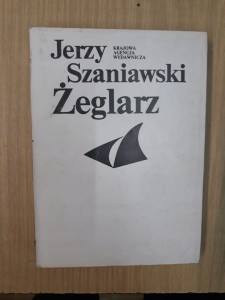 Jerzy
KRAJOWA
AGENCJA
WYDAWNICZA
Szaniawski
Żeglarz